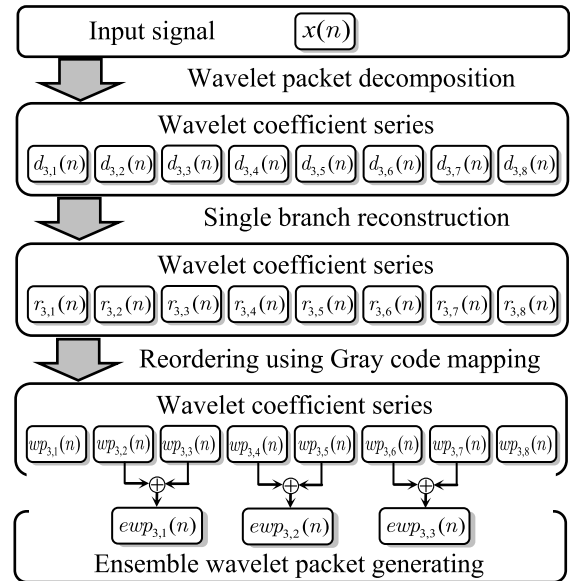 Input signal x(n)
Wavelet packet decomposition
Wavelet coefficient series
d3,1(n) d3,2(n) d3,3(n) d3,4(n) d3,5(n) d3,6(n) d3,7(n) d3,8(n)
Single branch reconstruction
Wavelet coefficient series
r3,1(n) r3,2(n) r3,3(n) r3,4(n) r3,5(n) r3,6(n) r3,7(n) r3,8(n)
Reordering using Gray code mapping
Wavelet coefficient series
wp3,1(n) wp3,2(n) wp3,3(n) wp3,4(n) wp3,5(n) wp3,6(n) wp3,7(n) wp3,8(n)
ewp3,1(n) ewp3,2(n) ewp3,3(n)
Ensemble wavelet packet generating